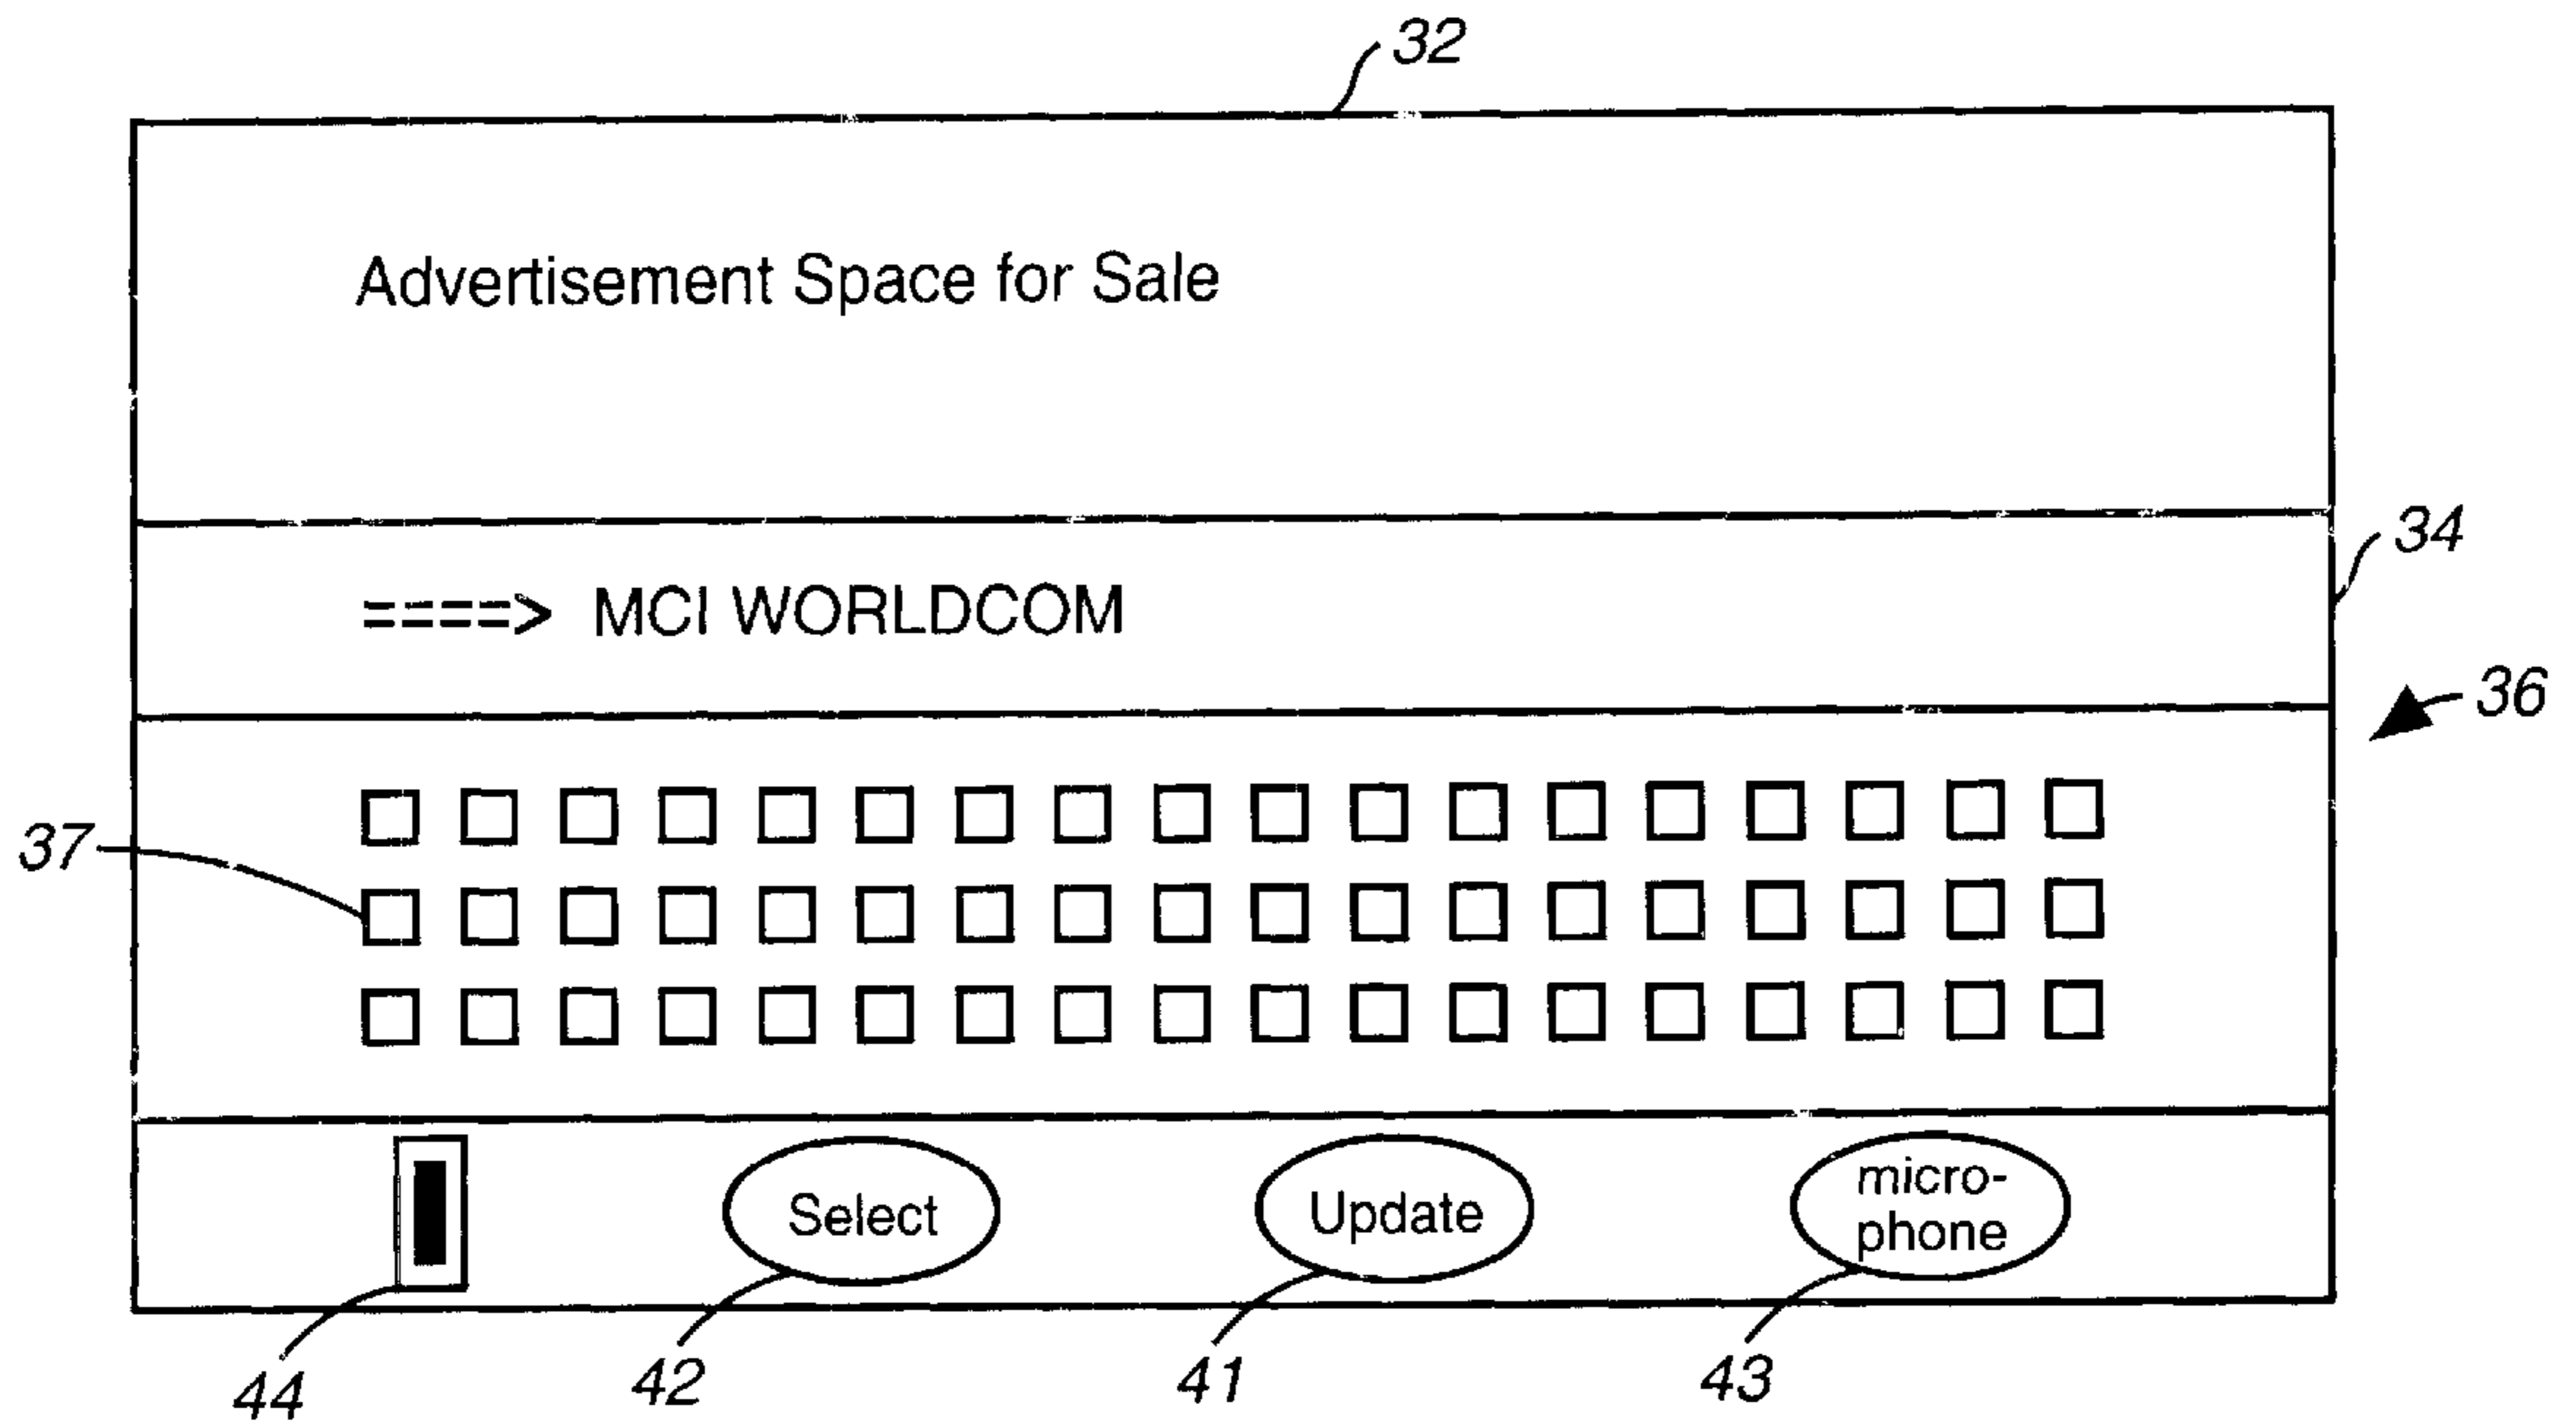 32
Advertisement Space for Sale
34
====> MCI WORLDCOM
36
37
Select
Update
micro-
phone
44
42
41
43